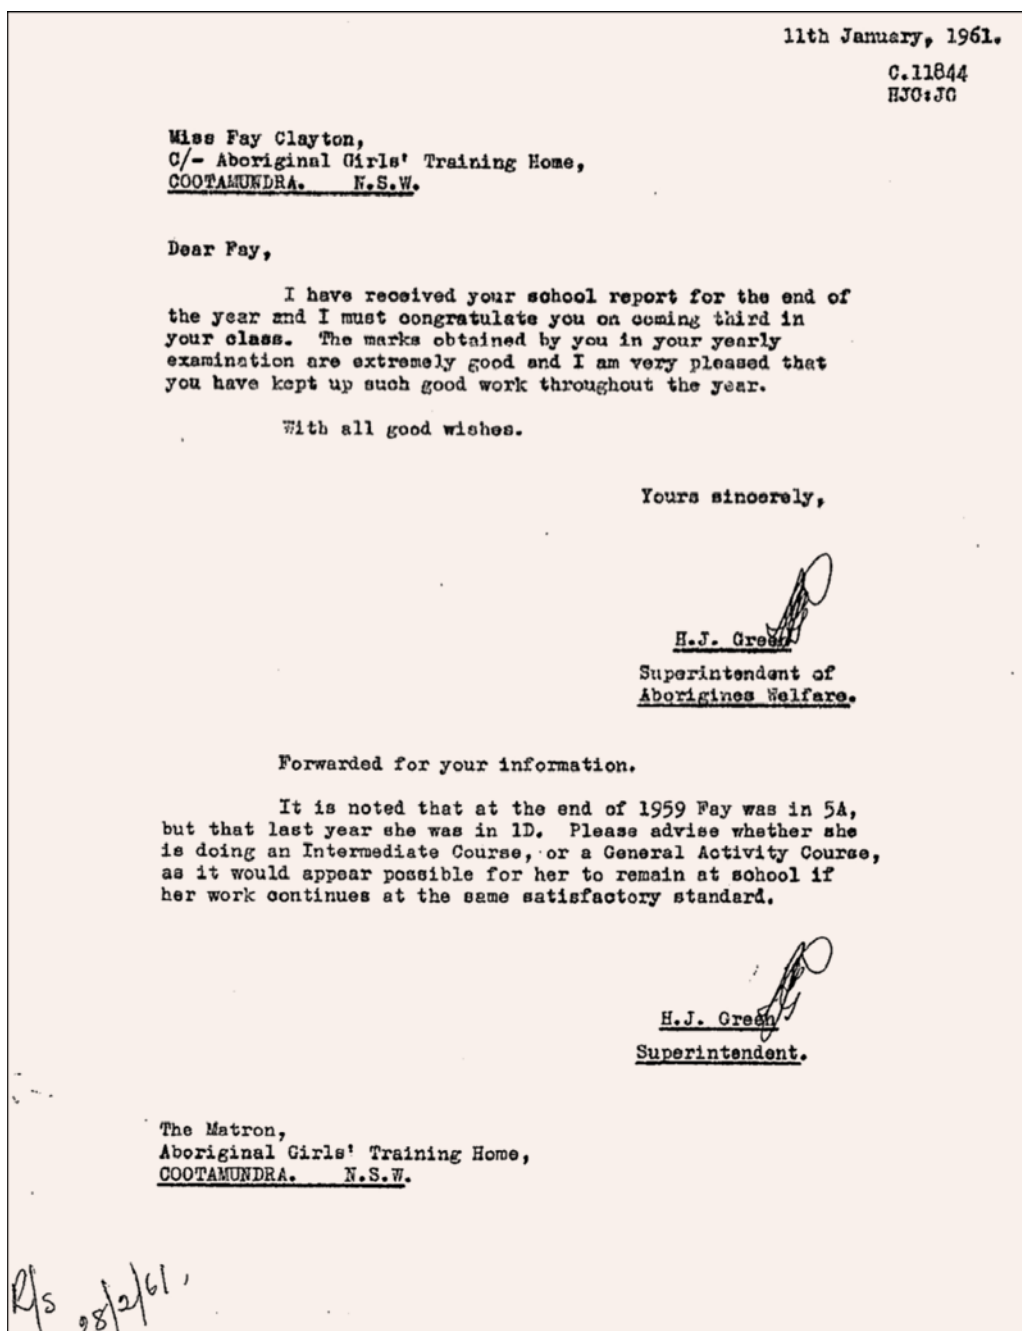 11th January, 1961.
C.11844
HJG:JG
Miss Fay Clayton,
C/- Aboriginal Girls' Training Home,
COOTAMUNDRA. N.S.W.
Dear Fay,
I have received your school report for the end of
the year and I must congratulate you on coming third in
your class. The marks obtained by you in your yearly
examination are extremely good and I am very pleased that
you have kept up such good work throughout the year.
With all good wishes.
Yours sincerely,
H.J. Green
Superintendent of
Aborigines Welfare.
Forwarded for your information.
It is noted that at the end of 1959 Fay was in 5A,
but that last year she was in 1D. Please advise whether she
is doing an Intermediate Course, or a General Activity Course,
as it would appear possible for her to remain at school if
her work continues at the same satisfactory standard.
H.J. Green
Superintendent.
The Matron,
Aboriginal Girls' Training Home,
COOTAMUNDRA. N.S.W.
R/S 28/2/61.